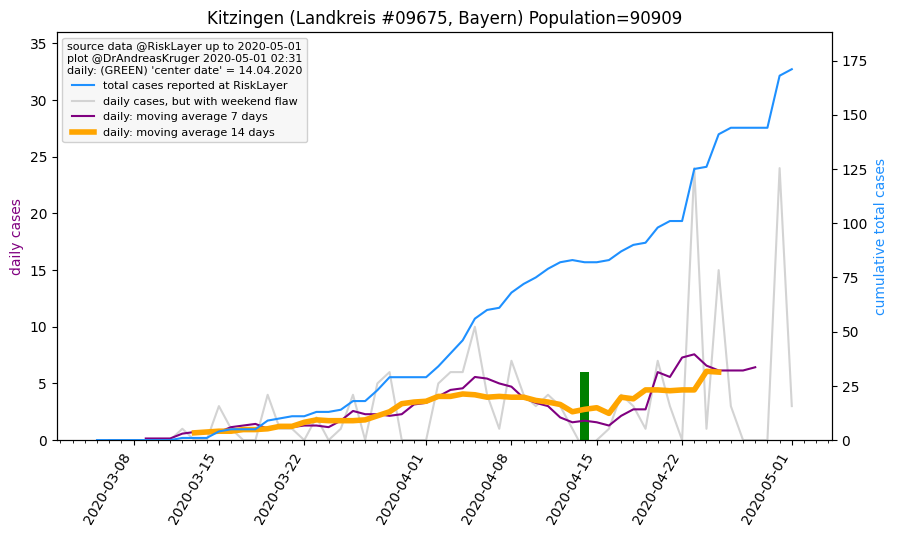 Kitzingen (Landkreis #09675, Bayern) Population=90909
source data @RiskLayer up to 2020-05-01
plot @DrAndreasKruger 2020-05-01 02:31
daily: (GREEN) 'center date' = 14.04.2020
total cases reported at RiskLayer
daily cases, but with weekend flaw
daily: moving average 7 days
daily: moving average 14 days
daily cases
35
30
25
20
15
10
5
0
cumulative total cases
175
150
125
100
75
50
25
0
2020-03-08
2020-03-15
2020-03-22
2020-04-01
2020-04-08
2020-04-15
2020-04-22
2020-05-01